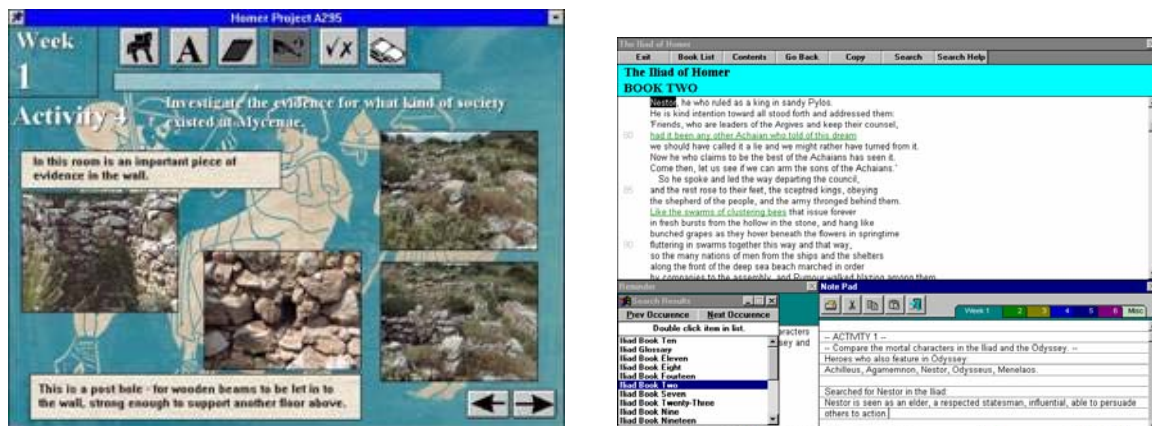 Homer Project A295
Week
1
A
√x
Activity 4
Investigate the evidence for what kind of society
existed at Mycenae.
In this room is an important piece of
evidence in the wall.
This is a post hole - for wooden beams to be let in to
the wall, strong enough to support another floor above.
The Iliad of Homer
Exit Book List Contents Go Back Copy Search Search Help
The Iliad of Homer
BOOK TWO
Nestor, he who ruled as a king in sandy Pylos.
He is kind intention toward all stood forth and addressed them:
'Friends, who are leaders of the Argives and keep their counsel,
80 had it been any other Achaian who told of this dream
we should have called it a lie and we might rather have turned from it.
Now he who claims to be the best of the Achaians has seen it.
Come then, let us see if we can arm the sons of the Achaians.'
So he spoke and led the way departing the council,
85 and the rest rose to their feet, the sceptred kings, obeying
the shepherd of the people, and the army thronged behind them.
Like the swarms of clustering bees that issue forever
in fresh bursts from the hollow in the stone, and hang like
bunched grapes as they hover beneath the flowers in springtime
90 fluttering in swarms together this way and that way,
so the many nations of men from the ships and the shelters
along the front of the deep sea beach marched in order
by companies to the assembly, and Rumour walked blazing among them
Reminder
Search Results
Prev Occurence Next Occurence
Double click item in list.
Iliad Book Ten
Iliad Glossary
Iliad Book Eleven
Iliad Book Eight
Iliad Book Fourteen
Iliad Book Two
Iliad Book Seven
Iliad Book Twenty-Three
Iliad Book Nine
Iliad Book Nineteen
racters
sey and
Note Pad
Week 1 2 3 4 5 6 Misc
-- ACTIVITY 1 --
-- Compare the mortal characters in the Iliad and the Odyssey. --
Heroes who also feature in Odyssey:
Achilleus, Agamemnon, Nestor, Odysseus, Menelaos.
Searched for Nestor in the Iliad:
Nestor is seen as an elder, a respected statesman, influential, able to persuade
others to action.